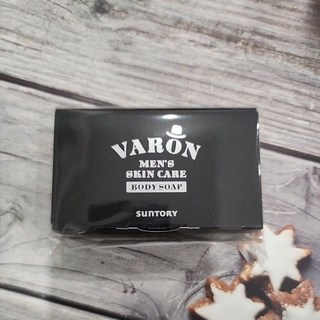 VARON
MEN'S
SKIN CARE
BODY SOAP
SUNTORY